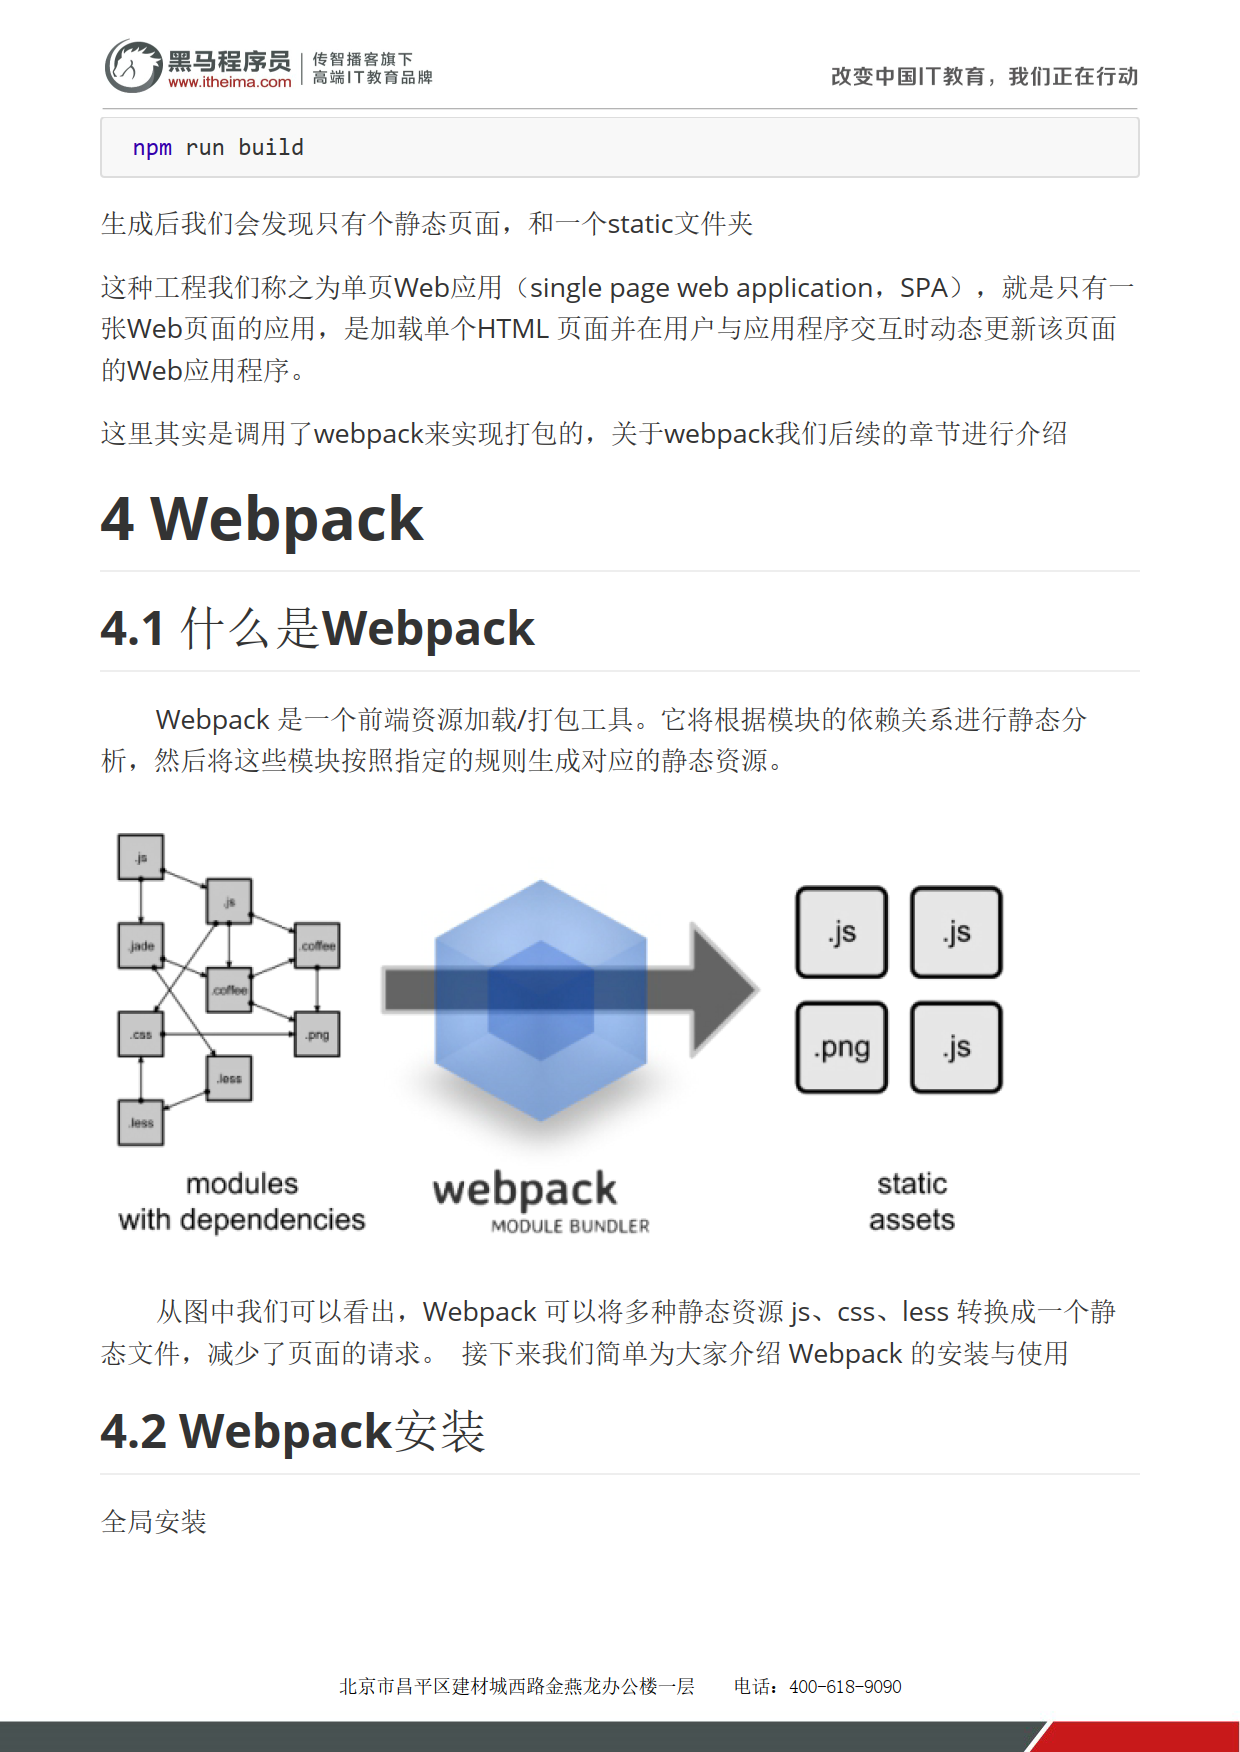 黑马程序员
www.itheima.com
传智播客旗下
高端IT教育品牌
改变中国IT教育，我们正在行动
npm run build
生成后我们会发现只有个静态页面，和一个static文件夹
这种工程我们称之为单页Web应用（single page web application，SPA），就是只有一
张Web页面的应用，是加载单个HTML 页面并在用户与应用程序交互时动态更新该页面
的Web应用程序。
这里其实是调用了webpack来实现打包的，关于webpack我们后续的章节进行介绍
4 Webpack
4.1 什么是Webpack
Webpack 是一个前端资源加载/打包工具。它将根据模块的依赖关系进行静态分
析，然后将这些模块按照指定的规则生成对应的静态资源。
.js
.js
.jade
.coffee
.coffee
.css
.png
.less
.less
modules
with dependencies
webpack
MODULE BUNDLER
.js
.js
.png
.js
static
assets
从图中我们可以看出，Webpack 可以将多种静态资源 js、css、less 转换成一个静
态文件，减少了页面的请求。 接下来我们简单为大家介绍 Webpack 的安装与使用
4.2 Webpack安装
全局安装
北京市昌平区建材城西路金燕龙办公楼一层 电话：400-618-9090